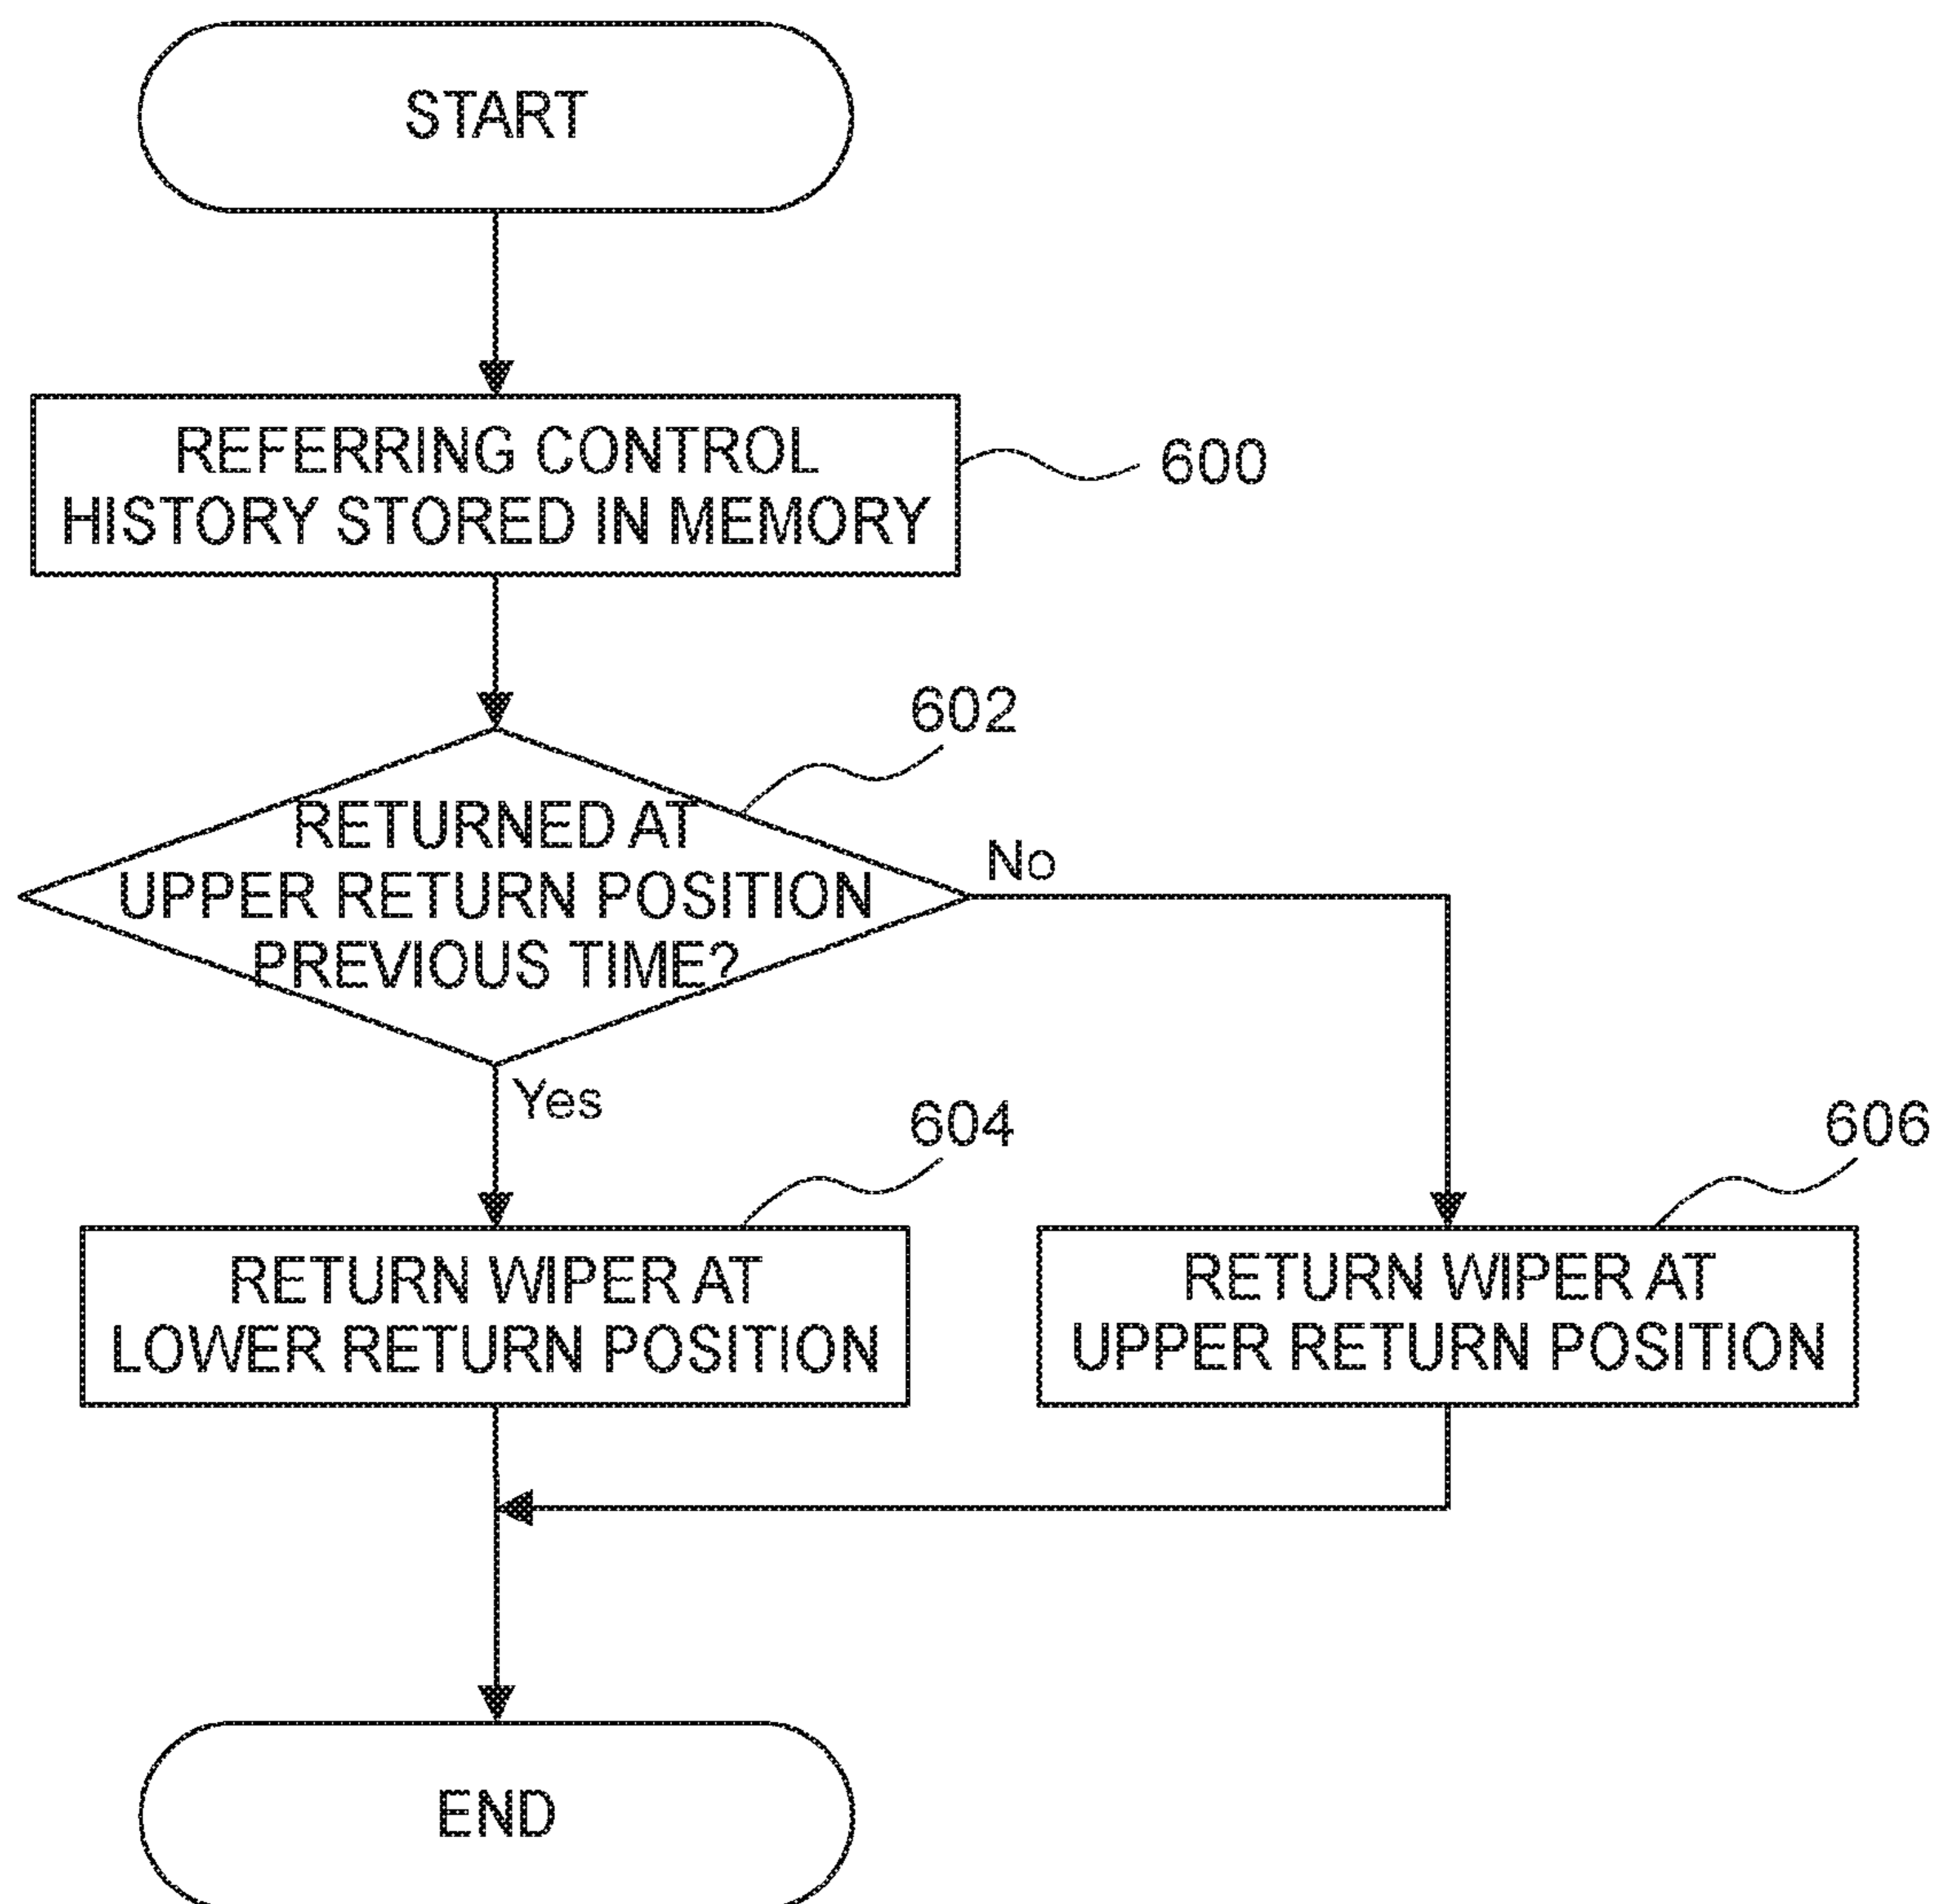 START
REFERRING CONTROL
HISTORY STORED IN MEMORY
600
602
RETURNED AT
UPPER RETURN POSITION
PREVIOUS TIME?
No
Yes
604
606
RETURN WIPER AT
LOWER RETURN POSITION
RETURN WIPER AT
UPPER RETURN POSITION
END